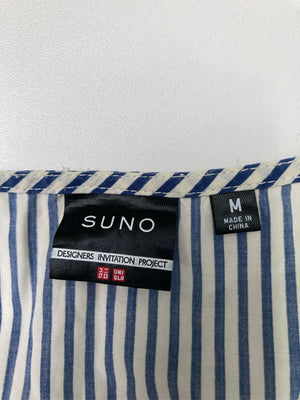 SUNO
DESIGNERS INVITATION PROJECT
ユニ UNI
クロ QLO
M
MADE IN
CHINA